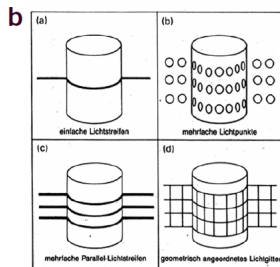 b
(a)
(b)
einfache Lichtstreifen
mehrfache Lichtpunkte
(c)
(d)
mehrfache Parallel-Lichtstreifen
geometrisch angeordnetes Lichtgitter